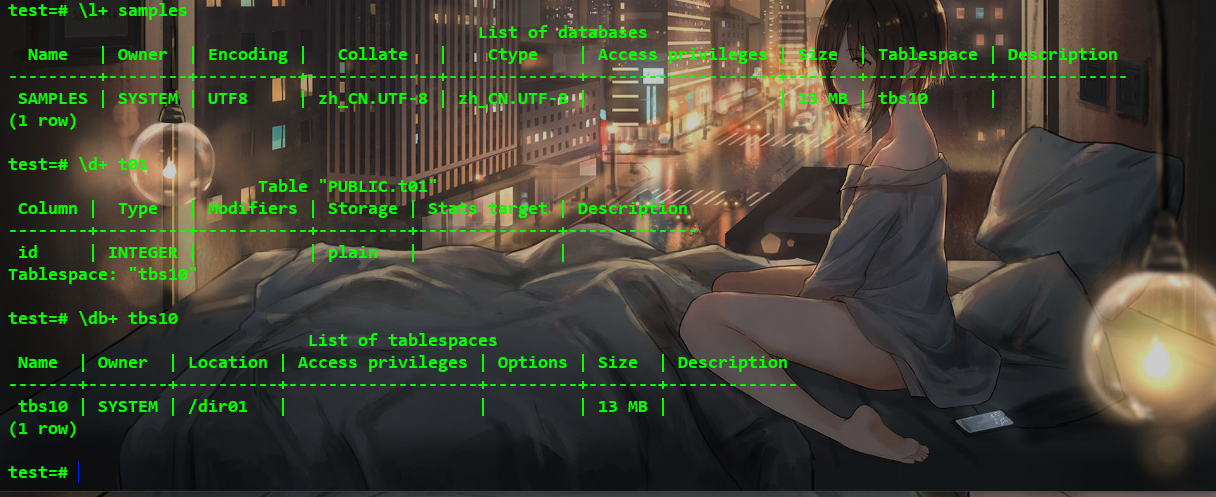 test=# \l+ samples
List of databases
Name | Owner | Encoding | Collate | Ctype | Access privileges | Size | Tablespace | Description
---------+--------+----------+-------------+-------------+-------------------+-------+------------+-------------
SAMPLES | SYSTEM | UTF8 | zh_CN.UTF-8 | zh_CN.UTF-8 | | 13 MB | tbs10 |
(1 row)
test=# \d+ t01
Table "PUBLIC.t01"
Column | Type | Modifiers | Storage | Stats target | Description
--------+---------+-----------+---------+--------------+-------------
id | INTEGER | | plain | |
Tablespace: "tbs10"
test=# \db+ tbs10
List of tablespaces
Name | Owner | Location | Access privileges | Options | Size | Description
-------+--------+----------+-------------------+---------+-------+-------------
tbs10 | SYSTEM | /dir01 | | | 13 MB |
(1 row)
test=#